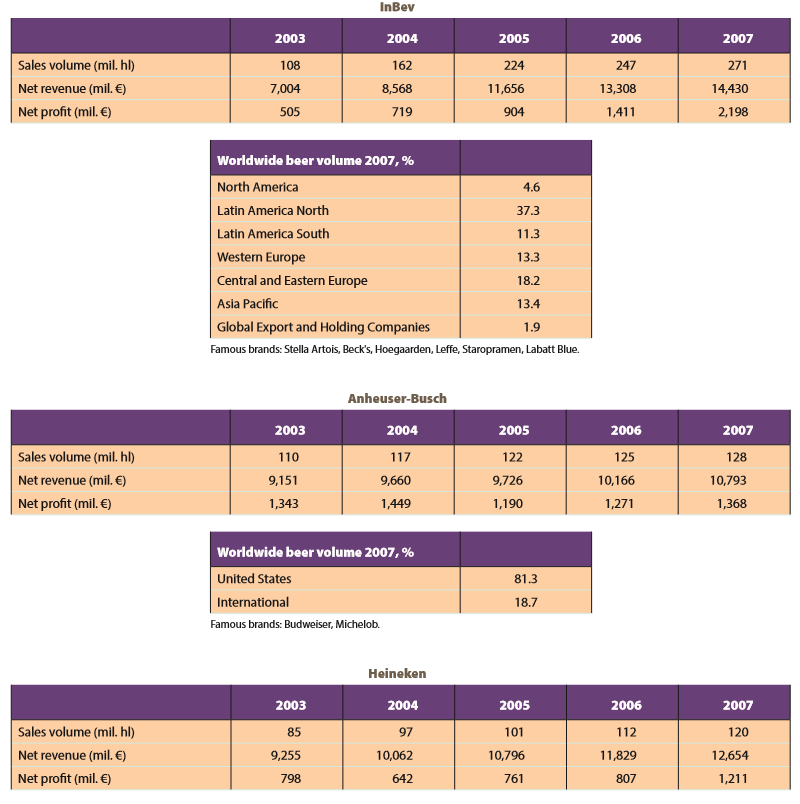 InBev
2003 2004 2005 2006 2007
Sales volume (mil. hl) 108 162 224 247 271
Net revenue (mil. €) 7,004 8,568 11,656 13,308 14,430
Net profit (mil. €) 505 719 904 1,411 2,198
Worldwide beer volume 2007, %
North America 4.6
Latin America North 37.3
Latin America South 11.3
Western Europe 13.3
Central and Eastern Europe 18.2
Asia Pacific 13.4
Global Export and Holding Companies 1.9
Famous brands: Stella Artois, Beck's, Hoegaarden, Leffe, Staropramen, Labatt Blue.
Anheuser-Busch
2003 2004 2005 2006 2007
Sales volume (mil. hl) 110 117 122 125 128
Net revenue (mil. €) 9,151 9,660 9,726 10,166 10,793
Net profit (mil. €) 1,343 1,449 1,190 1,271 1,368
Worldwide beer volume 2007, %
United States 81.3
International 18.7
Famous brands: Budweiser, Michelob.
Heineken
2003 2004 2005 2006 2007
Sales volume (mil. hl) 85 97 101 112 120
Net revenue (mil. €) 9,255 10,062 10,796 11,829 12,654
Net profit (mil. €) 798 642 761 807 1,211